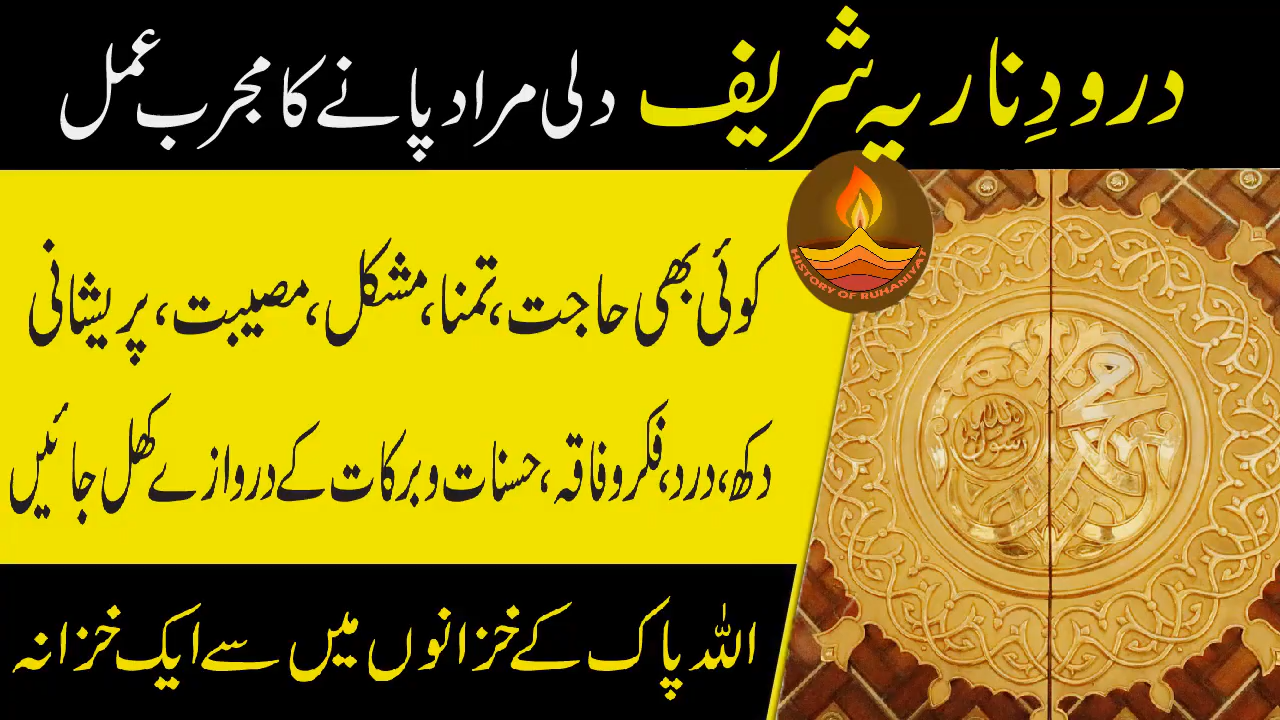 درودِ ناریہ شریف دلی مراد پانے کا مجرب عمل
HISTORY OF RUHANIYAT
کوئی بھی حاجت، تمنا، مشکل، مصیبت، پریشانی
دکھ، درد، فکر و فاقہ، حسنات و برکات کے دروازے کھل جائیں
اللہ پاک کے خزانوں میں سے ایک خزانہ
محمد
رسول الله